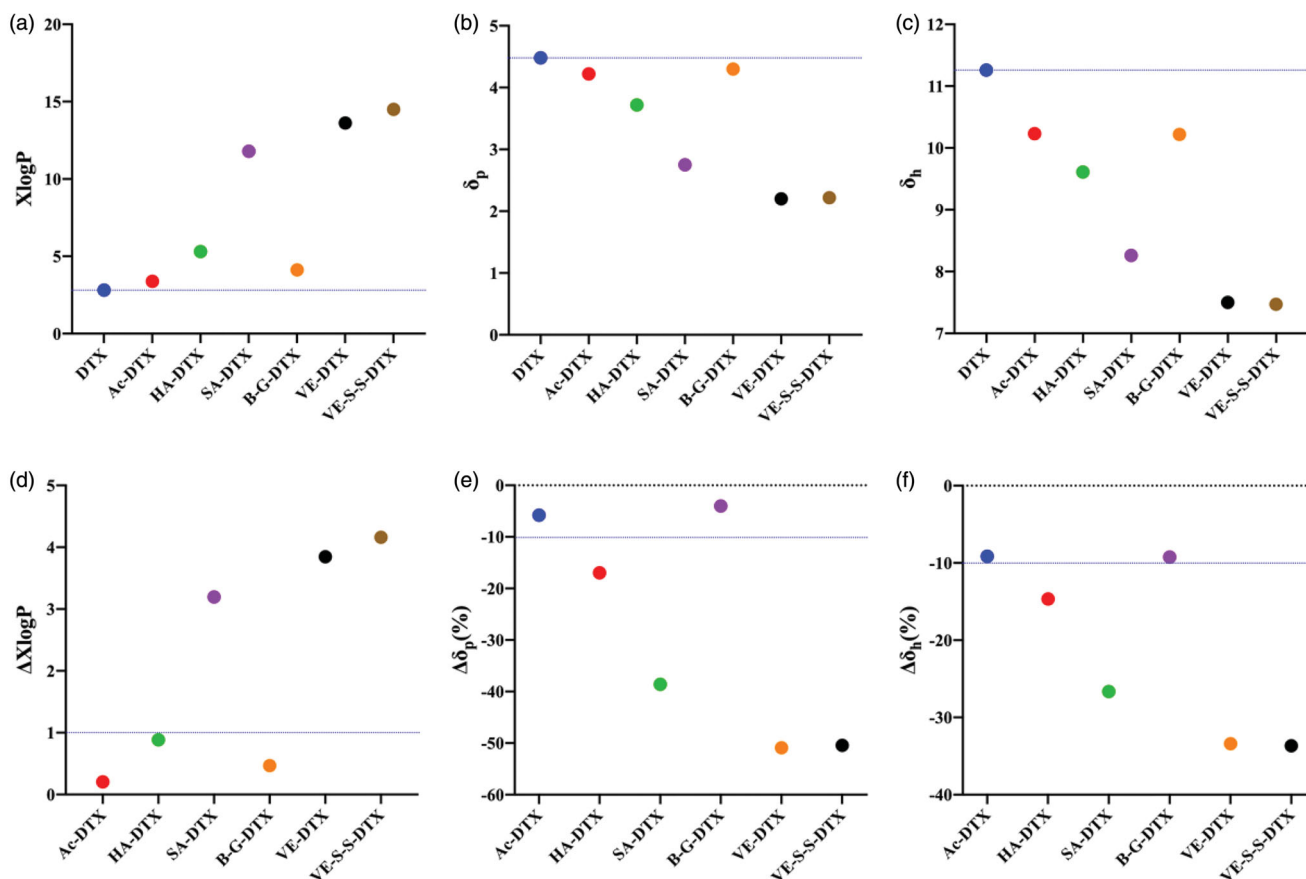 (a)
20
15
10
5
0
XlogP
DTX
Ac-DTX
HA-DTX
SA-DTX
B-G-DTX
VE-DTX
VE-S-S-DTX
(b)
5
4
3
2
1
0
δp
DTX
Ac-DTX
HA-DTX
SA-DTX
B-G-DTX
VE-DTX
VE-S-S-DTX
(c)
12
11
10
9
8
7
δh
DTX
Ac-DTX
HA-DTX
SA-DTX
B-G-DTX
VE-DTX
VE-S-S-DTX
(d)
5
4
3
2
1
0
ΔXlogP
Ac-DTX
HA-DTX
SA-DTX
B-G-DTX
VE-DTX
VE-S-S-DTX
(e)
0
-10
-20
-30
-40
-50
-60
Δδp(%)
Ac-DTX
HA-DTX
SA-DTX
B-G-DTX
VE-DTX
VE-S-S-DTX
(f)
0
-10
-20
-30
-40
Δδh(%)
Ac-DTX
HA-DTX
SA-DTX
B-G-DTX
VE-DTX
VE-S-S-DTX